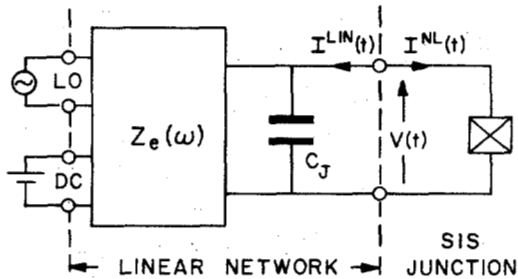 I^LIN(t) I^NL(t)
LO
Z_e(ω)
C_J
V(t)
DC
LINEAR NETWORK
SIS
JUNCTION